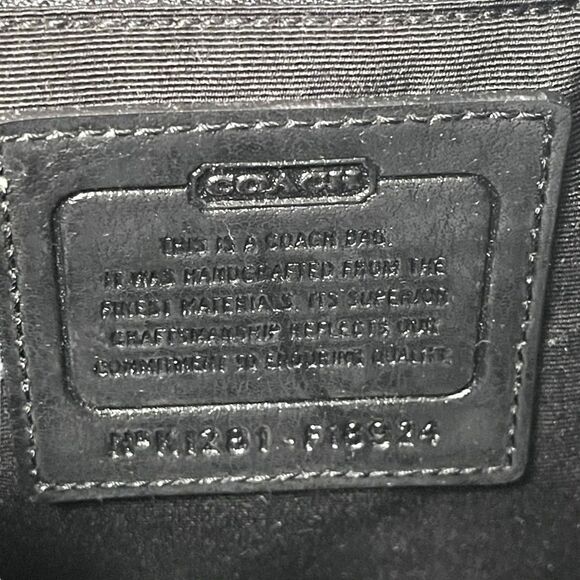 COACH
THIS IS A COACH BAG.
IT WAS HANDCRAFTED FROM THE
FINEST MATERIALS. ITS SUPERIOR
CRAFTSMANSHIP REFLECTS OUR
COMMITMENT TO ENDURING QUALITY.
Nº K1281-F18924